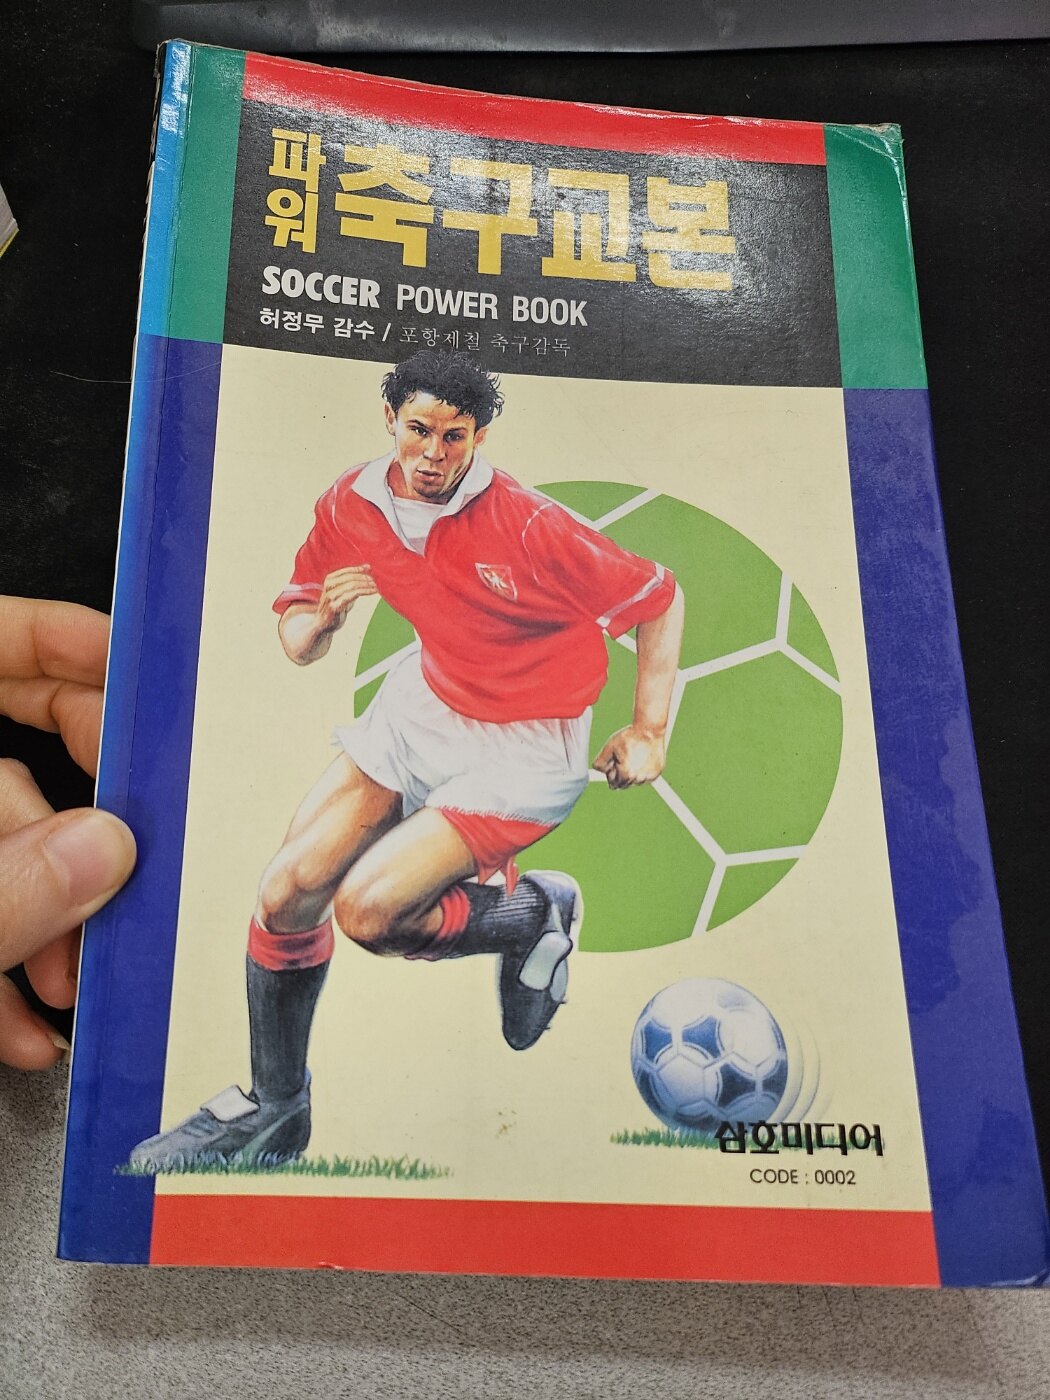 파워 축구교본
SOCCER POWER BOOK
허정무 감수 / 포항제철 축구감독
삼호미디어
CODE : 0002